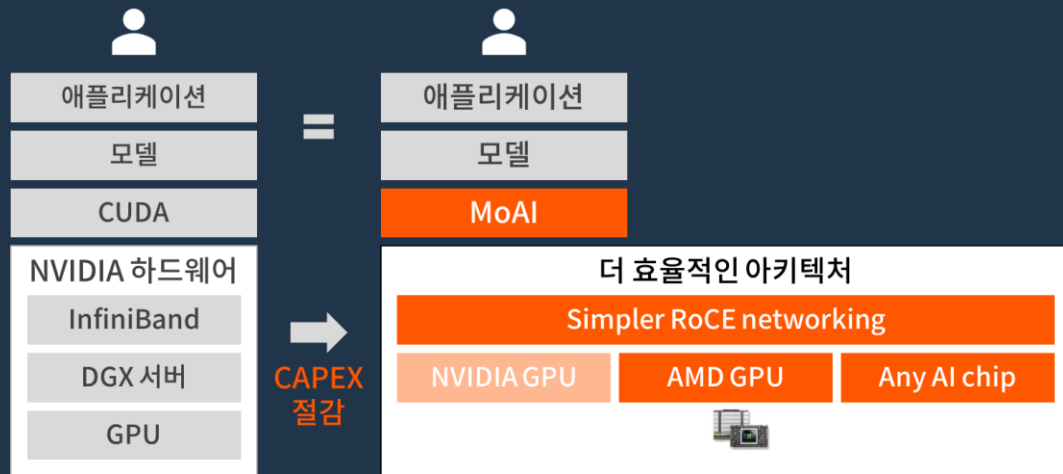 애플리케이션
모델
CUDA
NVIDIA 하드웨어
InfiniBand
DGX 서버
GPU
=
CAPEX
절감
애플리케이션
모델
MoAI
더 효율적인 아키텍처
Simpler RoCE networking
NVIDIA GPU
AMD GPU
Any AI chip